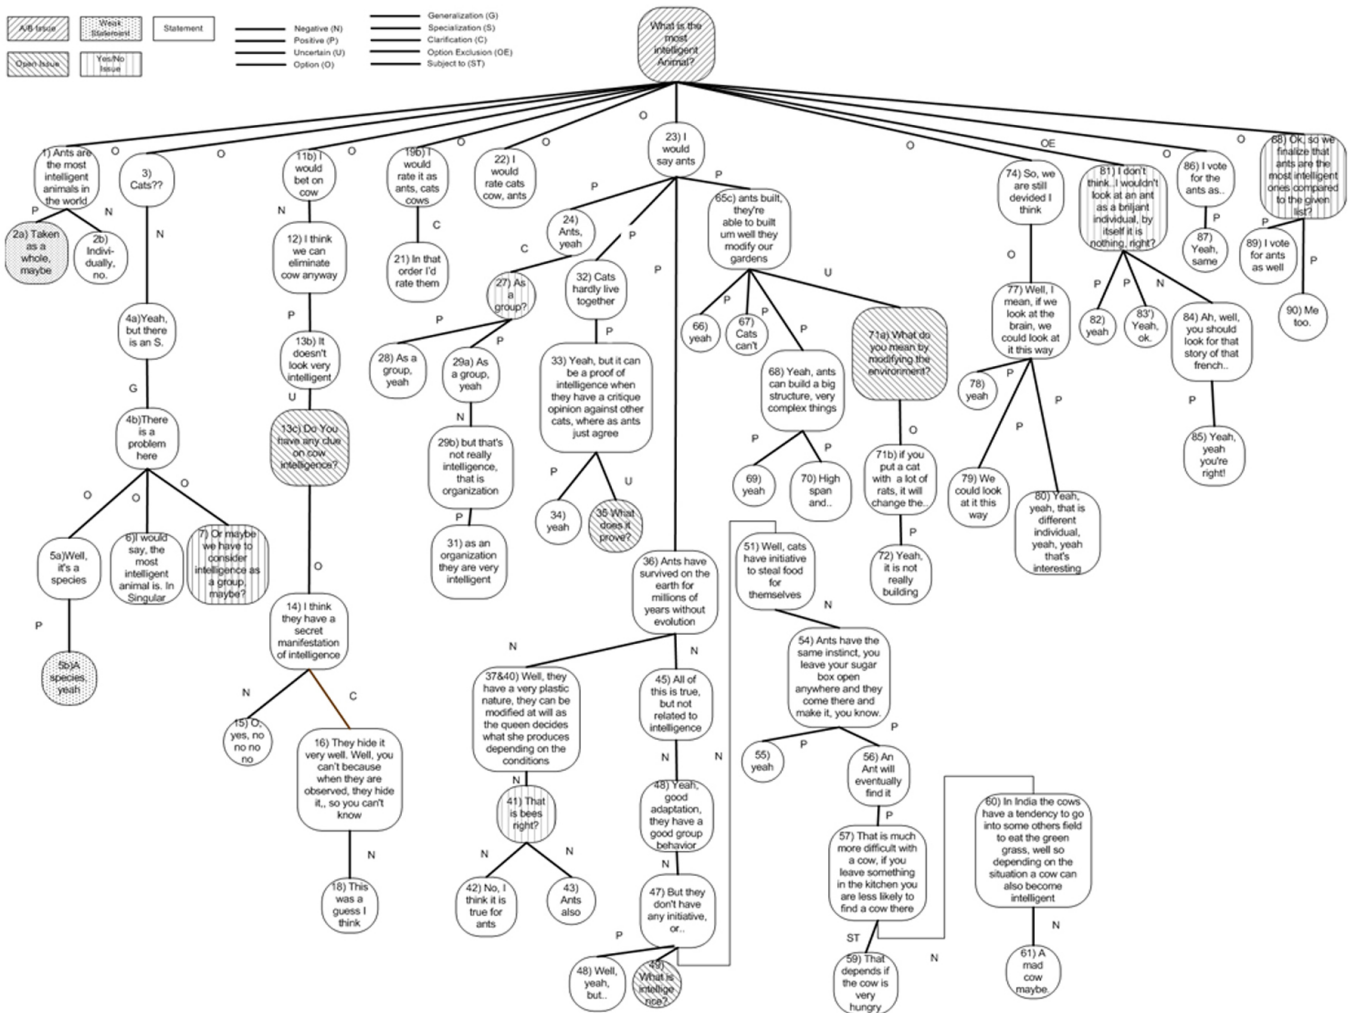 A/B Issue
Weak
Statement
Statement
Open Issue
Yes/No
Issue
Negative (N)
Positive (P)
Uncertain (U)
Option (O)
Generalization (G)
Specialization (S)
Clarification (C)
Option Exclusion (OE)
Subject to (ST)
What is the
most
intelligent
Animal?
O
O
O
O
O
O
O
OE
O
O
1) Ants are
the most
intelligent
animals in
the world
P
N
2a) Taken
as a
whole,
maybe
2b)
Indivi-
dually,
no.
3)
Cats??
N
4a)Yeah,
but there
is an S.
G
4b)There
is a
problem
here
O
O
O
5a)Well,
it's a
species
P
5b)A
species,
yeah
6)I would
say, the
most
intelligent
animal is. In
Singular
7) Or maybe
we have to
consider
intelligence as
a group,
maybe?
11b) I
would
bet on
cow
N
12) I think
we can
eliminate
cow anyway
P
13b) It
doesn't
look very
intelligent
U
13c) Do You
have any clue
on cow
intelligence?
O
14) I think
they have a
secret
manifestation
of intelligence
N
C
15) O,
yes, no
no no
no
16) They hide it
very well. Well, you
can't because
when they are
observed, they hide
it,, so you can't
know
N
18) This
was a
guess I
think
19b) I
would
rate it as
ants, cats
cows
C
21) In that
order I'd
rate them
22) I
would
rate cats
cow, ants
23) I
would
say ants
P
P
P
P
24)
Ants,
yeah
C
27) As
a
group?
P
P
28) As a
group,
yeah
29a) As
a group,
yeah
N
29b) but that's
not really
intelligence,
that is
organization
P
31) as an
organization
they are very
intelligent
32) Cats
hardly live
together
P
33) Yeah, but it can
be a proof of
intelligence when
they have a critique
opinion against other
cats, where as ants
just agree
P
U
34)
yeah
35 What
does it
prove?
36) Ants have
survived on the
earth for
millions of
years without
evolution
N
N
37&40) Well, they
have a very plastic
nature, they can be
modified at will as
the queen decides
what she produces
depending on the
conditions
N
41) That
is bees
right?
N
N
42) No, I
think it is
true for
ants
43)
Ants
also
45) All of
this is true,
but not
related to
intelligence
N
48) Yeah,
good
adaptation,
they have a
good group
behavior
N
47) But they
don't have
any initiative,
or..
P
48) Well,
yeah,
but..
49)
What is
intellige
nce?
N
51) Well, cats
have initiative
to steal food
for
themselves
N
54) Ants have the
same instinct, you
leave your sugar
box open
anywhere and they
come there and
make it, you know.
P
P
55)
yeah
56) An
Ant will
eventually
find it
P
57) That is much
more difficult with
a cow, if you
leave something
in the kitchen you
are less likely to
find a cow there
ST
N
59) That
depends if
the cow is
very
hungry
60) In India the cows
have a tendency to go
into some others field
to eat the green
grass, well so
depending on the
situation a cow can
also become
intelligent
N
61) A
mad
cow
maybe.
65c) ants built,
they're
able to built
um well they
modify our
gardens
P
P
P
U
66)
yeah
67)
Cats
can't
68) Yeah, ants
can build a big
structure, very
complex things
P
P
69)
yeah
70) High
span
and..
71a) What do
you mean by
modifying the
environment?
O
71b) if you
put a cat
with a lot of
rats, it will
change the..
P
72) Yeah,
it is not
really
building
74) So, we
are still
decided I
think
O
77) Well, I
mean, if we
look at the
brain, we
could look at
it this way
P
P
P
78)
yeah
79) We
could look
at it this
way
80) Yeah,
yeah, that is
different
individual,
yeah, yeah
that's
interesting
81) I don't
think..I wouldn't
look at an ant
as a briljant
individual, by
itself it is
nothing, right?
P
P
N
82)
yeah
83')
Yeah,
ok.
84) Ah, well,
you should
look for that
story of that
french..
P
85) Yeah,
yeah
you're
right!
86) I vote
for the
ants as..
P
87)
Yeah,
same
68) Ok, so we
finalize that
ants are the
most intelligent
ones compared
to the given
list?
P
P
89) I vote
for ants
as well
90) Me
too.